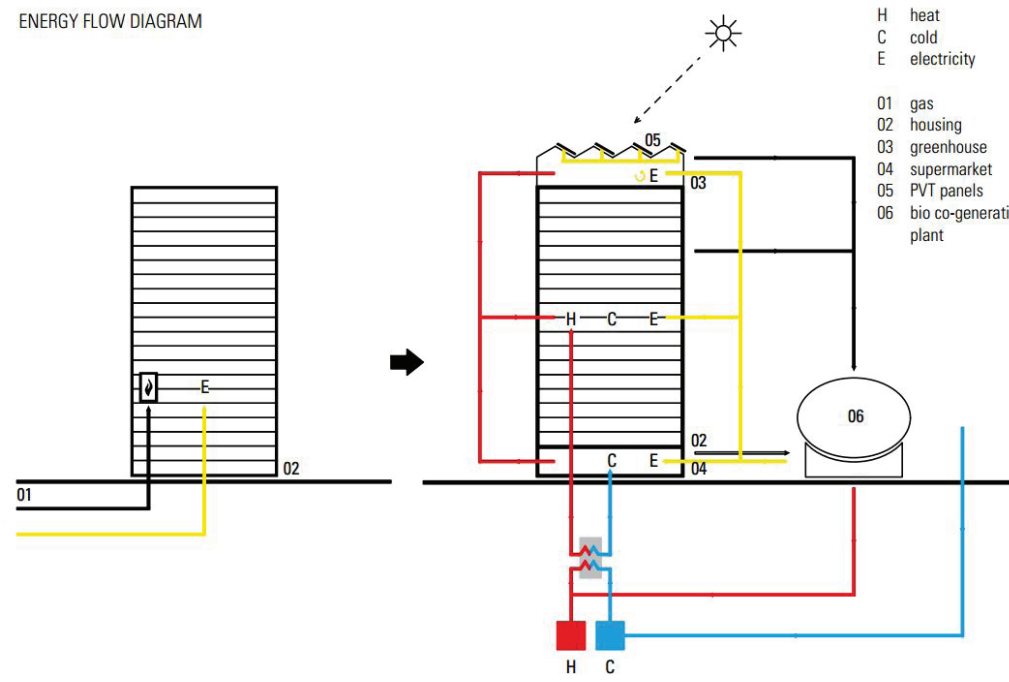 ENERGY FLOW DIAGRAM
H heat
C cold
E electricity
01 gas
02 housing
03 greenhouse
04 supermarket
05 PVT panels
06 bio co-generati
plant
05
E
03
H C E
E
06
02
02
C E
04
01
H C